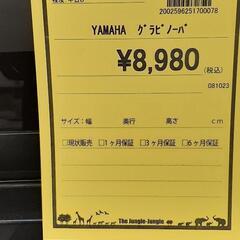 2002596251700078
YAMAHA グラビノーバ
¥8,980(税込)
081023
サイズ:幅 奥行 高さ cm
□現状販売 □1ヶ月保証 □3ヶ月保証 □6ヶ月保証
The Jungle-Jungle